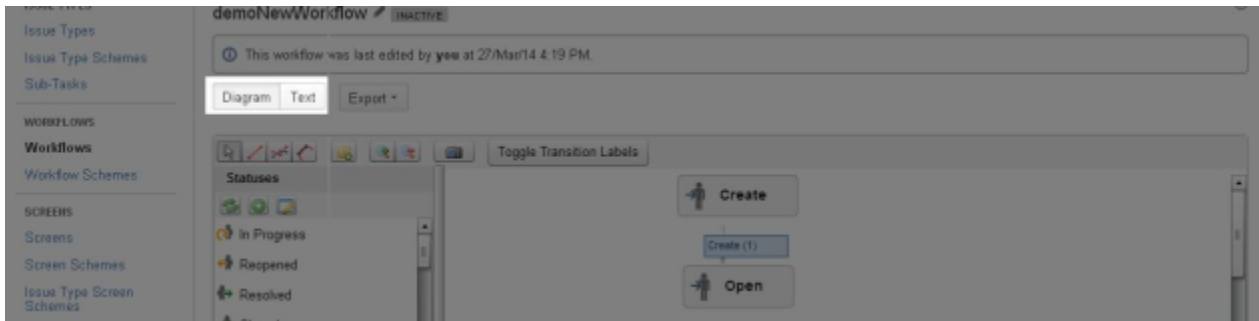 ISSUE TYPES
Issue Types
Issue Type Schemes
Sub-Tasks
WORKFLOWS
Workflows
Workflow Schemes
SCREENS
Screens
Screen Schemes
Issue Type Screen
Schemes
demoNewWorkflow INACTIVE
This workflow was last edited by you at 27/Mar/14 4:19 PM.
Diagram Text Export
Toggle Transition Labels
Statuses
In Progress
Reopened
Resolved
Create
Create (1)
Open